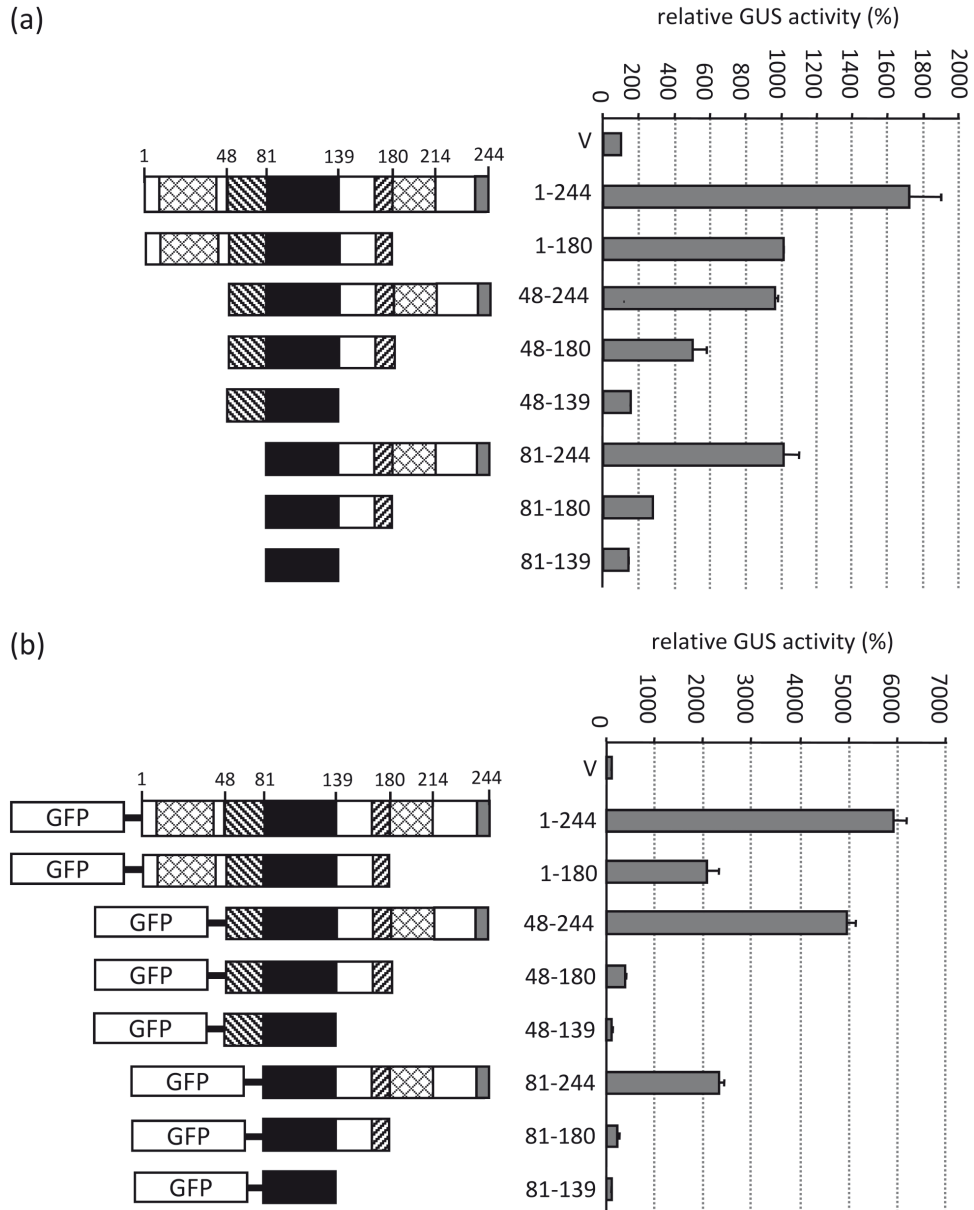 (a)
relative GUS activity (%)
0 200 400 600 800 1000 1200 1400 1600 1800 2000
1 48 81 139 180 214 244
V
1-244
1-180
48-244
48-180
48-139
81-244
81-180
81-139
(b)
relative GUS activity (%)
0 1000 2000 3000 4000 5000 6000 7000
1 48 81 139 180 214 244
V
GFP 1-244
GFP 1-180
GFP 48-244
GFP 48-180
GFP 48-139
GFP 81-244
GFP 81-180
GFP 81-139